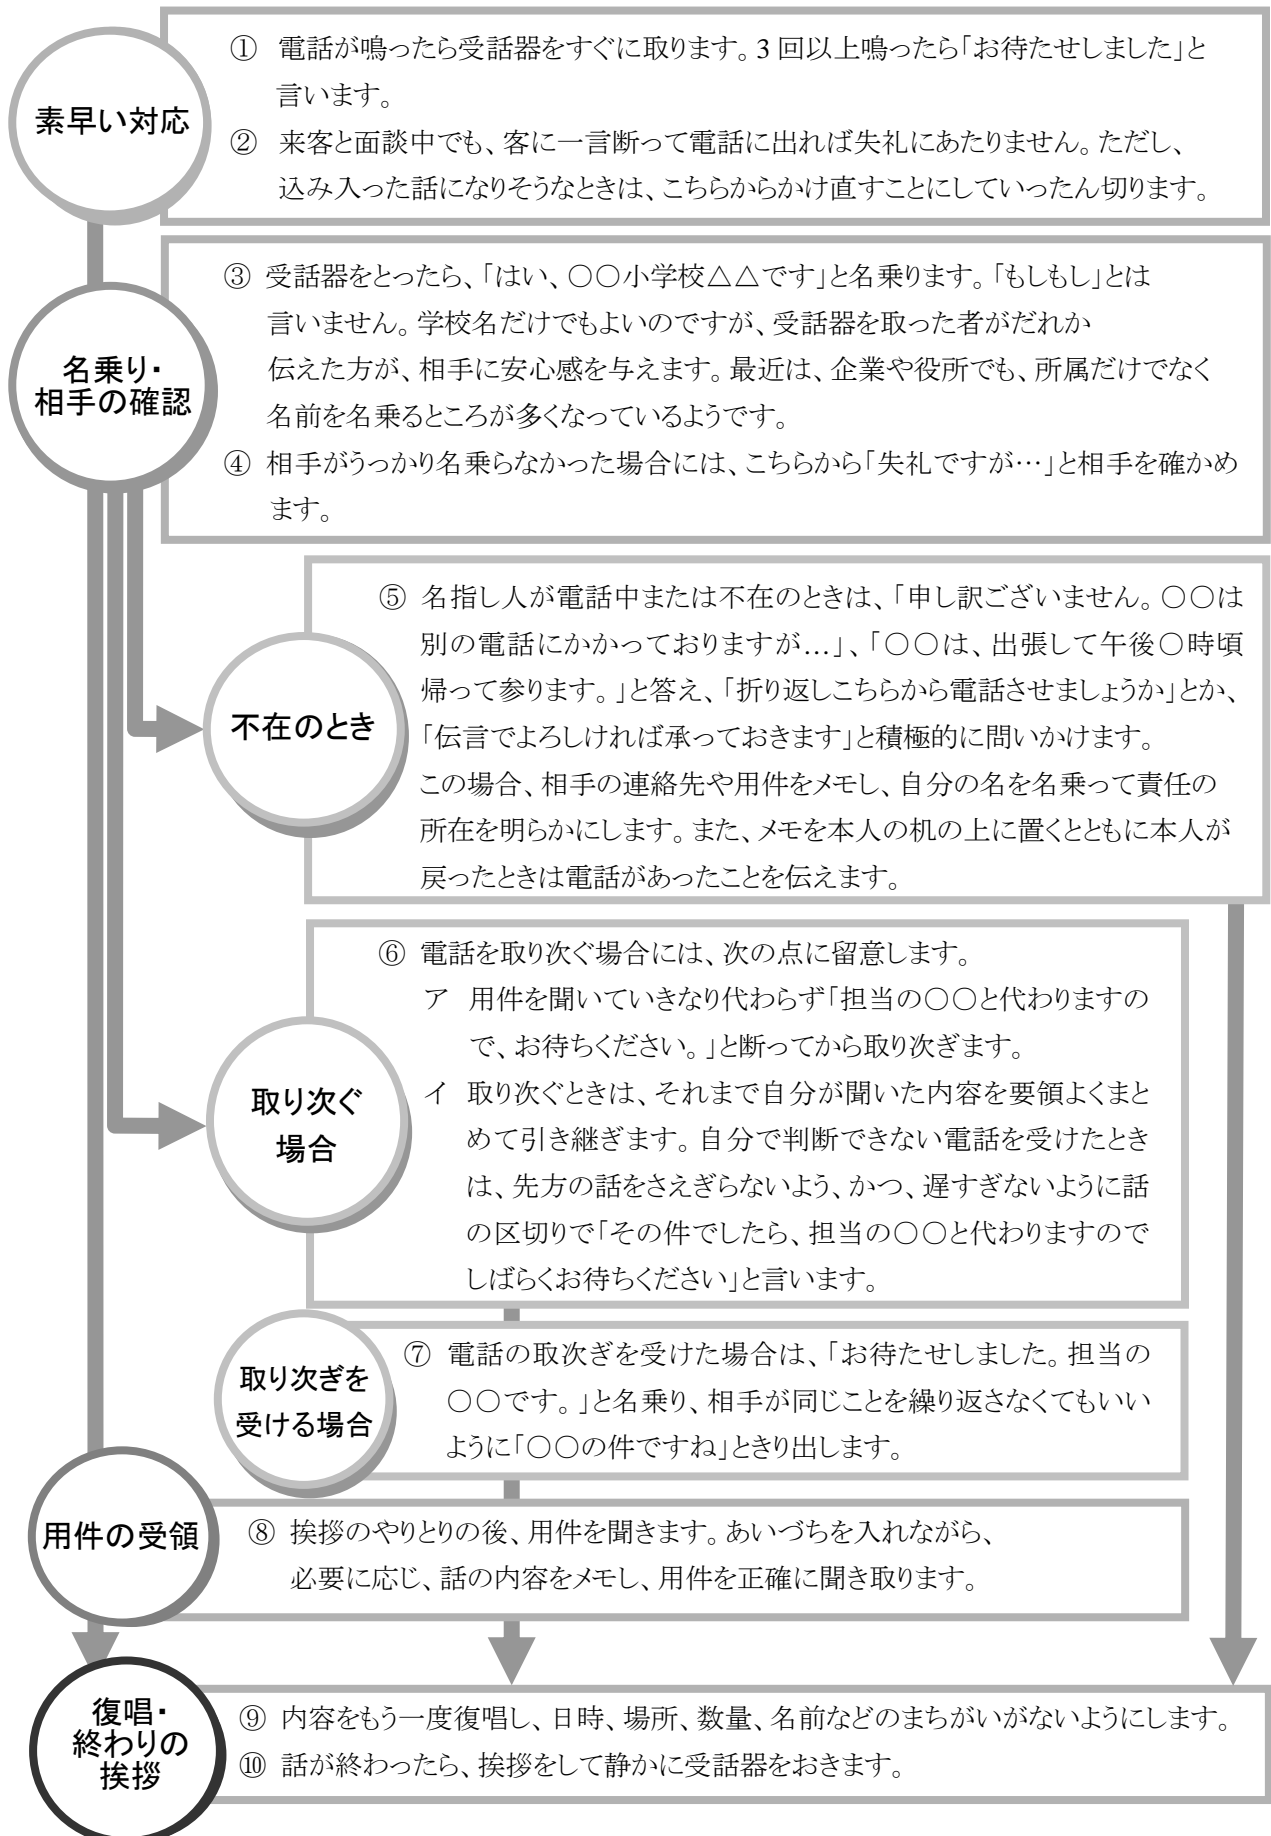 素早い対応
① 電話が鳴ったら受話器をすぐに取ります。3 回以上鳴ったら「お待たせしました」と
言います。
② 来客と面談中でも、客に一言断って電話に出れば失礼にあたりません。ただし、
込み入った話になりそうなときは、こちらからかけ直すことにしていったん切ります。
名乗り・
相手の確認
③ 受話器をとったら、「はい、○○小学校△△です」と名乗ります。「もしもし」とは
言いません。学校名だけでもよいのですが、受話器を取った者がだれか
伝えた方が、相手に安心感を与えます。最近は、企業や役所でも、所属だけでなく
名前を名乗るところが多くなっているようです。
④ 相手がうっかり名乗らなかった場合には、こちらから「失礼ですが…」と相手を確かめ
ます。
不在のとき
⑤ 名指し人が電話中または不在のときは、「申し訳ございません。○○は
別の電話にかかっておりますが…」、「○○は、出張して午後○時頃
帰って参ります。」と答え、「折り返しこちらから電話させましょうか」とか、
「伝言でよろしければ承っておきます」と積極的に問いかけます。
この場合、相手の連絡先や用件をメモし、自分の名を名乗って責任の
所在を明らかにします。また、メモを本人の机の上に置くとともに本人が
戻ったときは電話があったことを伝えます。
取り次ぐ
場合
⑥ 電話を取り次ぐ場合には、次の点に留意します。
ア 用件を聞いていきなり代わらず「担当の○○と代わりますの
で、お待ちください。」と断ってから取り次ぎます。
イ 取り次ぐときは、それまで自分が聞いた内容を要領よくまと
めて引き継ぎます。自分で判断できない電話を受けたとき
は、先方の話をさえぎらないよう、かつ、遅すぎないように話
の区切りで「その件でしたら、担当の○○と代わりますので
しばらくお待ちください」と言います。
取り次ぎを
受ける場合
⑦ 電話の取次ぎを受けた場合は、「お待たせしました。担当の
○○です。」と名乗り、相手が同じことを繰り返さなくてもいい
ように「○○の件ですね」ときり出します。
用件の受領
⑧ 挨拶のやりとりの後、用件を聞きます。あいづちを入れながら、
必要に応じ、話の内容をメモし、用件を正確に聞き取ります。
復唱・
終わりの
挨拶
⑨ 内容をもう一度復唱し、日時、場所、数量、名前などのまちがいがないようにします。
⑩ 話が終わったら、挨拶をして静かに受話器をおきます。